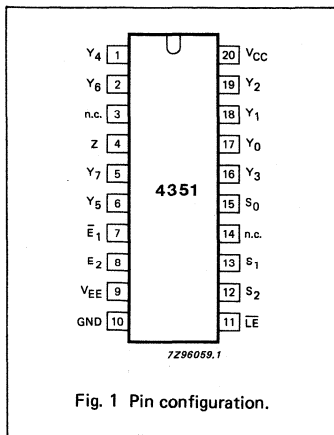 Y4 1 20 VCC
Y6 2 19 Y2
n.c. 3 18 Y1
Z 4 17 Y0
Y7 5 16 Y3
4351
Y5 6 15 S0
E̅1 7 14 n.c.
E2 8 13 S1
VEE 9 12 S2
GND 10 11 L̅E̅
7Z96059.1
Fig. 1 Pin configuration.